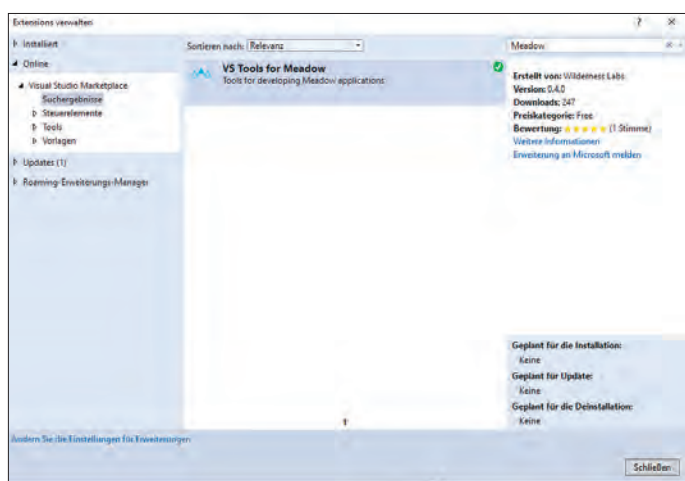 Extensions verwalten
? ×
Installiert
Online
Visual Studio Marketplace
Suchergebnisse
Steuerelemente
Tools
Vorlagen
Updates (1)
Roaming-Erweiterungs-Manager
Sortieren nach: Relevanz
VS Tools for Meadow
Tools for developing Meadow applications
1
Meadow
Erstellt von: Wilderness Labs
Version: 0.4.0
Downloads: 247
Preiskategorie: Free
Bewertung: (1 Stimme)
Weitere Informationen
Erweiterung an Microsoft melden
Geplant für die Installation:
Keine
Geplant für Update:
Keine
Geplant für die Deinstallation:
Keine
Ändern Sie die Einstellungen für Erweiterungen
Schließen